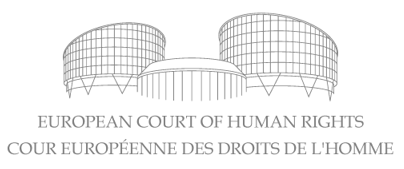 EUROPEAN COURT OF HUMAN RIGHTS
COUR EUROPÉENNE DES DROITS DE L'HOMME